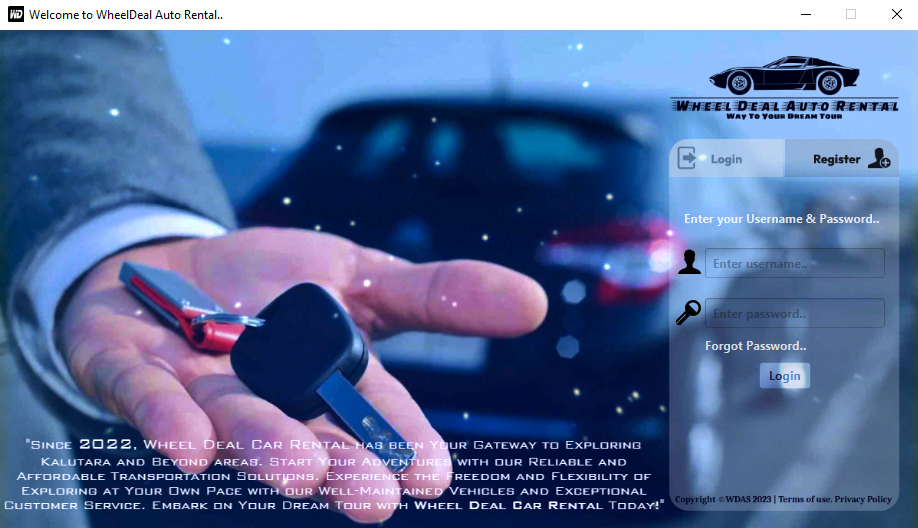 WD Welcome to WheelDeal Auto Rental..
Wheel Deal Auto Rental
Way To Your Dream Tour
Login Register
Enter your Username & Password..
Enter username..
Enter password..
Forgot Password..
Login
"Since 2022, Wheel Deal Car Rental has been Your Gateway to Exploring
Kalutara and Beyond areas. Start Your Adventures with our Reliable and
Affordable Transportation Solutions. Experience the Freedom and Flexibility of
Exploring at Your Own Pace with our Well-Maintained Vehicles and Exceptional
Customer Service. Embark on Your Dream Tour with Wheel Deal Car Rental Today!"
Copyright ©WDAS 2023 | Terms of use. Privacy Policy